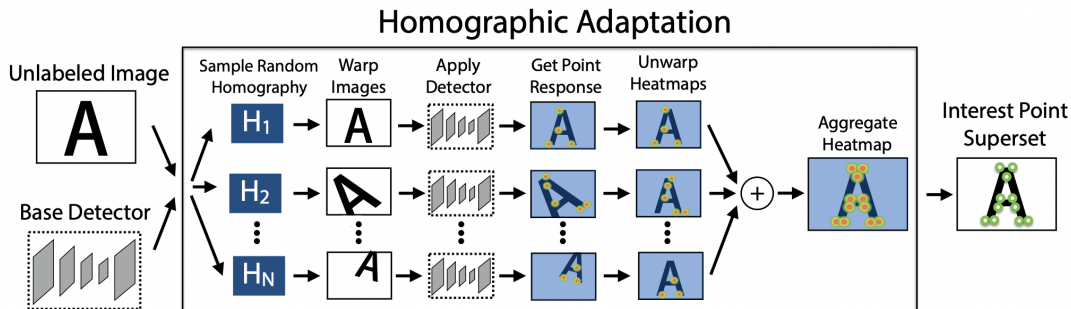 Homographic Adaptation
Unlabeled Image
A
Base Detector
Sample Random
Homography
Warp
Images
Apply
Detector
Get Point
Response
Unwarp
Heatmaps
H1
A
A
A
H2
A
A
A
HN
A
A
A
+
Aggregate
Heatmap
A
Interest Point
Superset
A